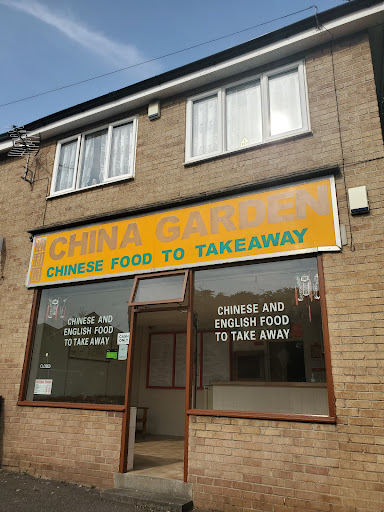 CHINA GARDEN
CHINESE FOOD TO TAKEAWAY
CHINESE AND
ENGLISH FOOD
TO TAKE AWAY
CHINESE AND
ENGLISH FOOD
TO TAKE AWAY
CLOSED